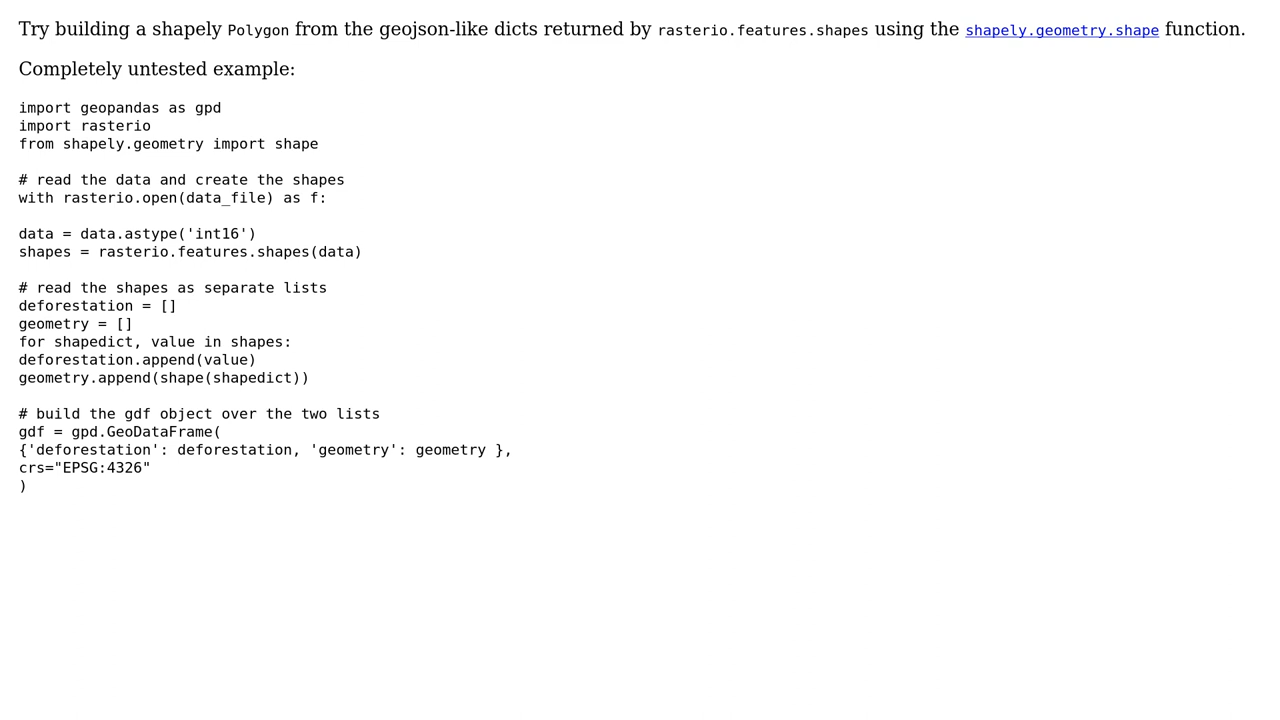 Try building a shapely Polygon from the geojson-like dicts returned by rasterio.features.shapes using the shapely.geometry.shape function.
Completely untested example:
import geopandas as gpd
import rasterio
from shapely.geometry import shape
# read the data and create the shapes
with rasterio.open(data_file) as f:
data = data.astype('int16')
shapes = rasterio.features.shapes(data)
# read the shapes as separate lists
deforestation = []
geometry = []
for shapedict, value in shapes:
deforestation.append(value)
geometry.append(shape(shapedict))
# build the gdf object over the two lists
gdf = gpd.GeoDataFrame(
{'deforestation': deforestation, 'geometry': geometry },
crs="EPSG:4326"
)